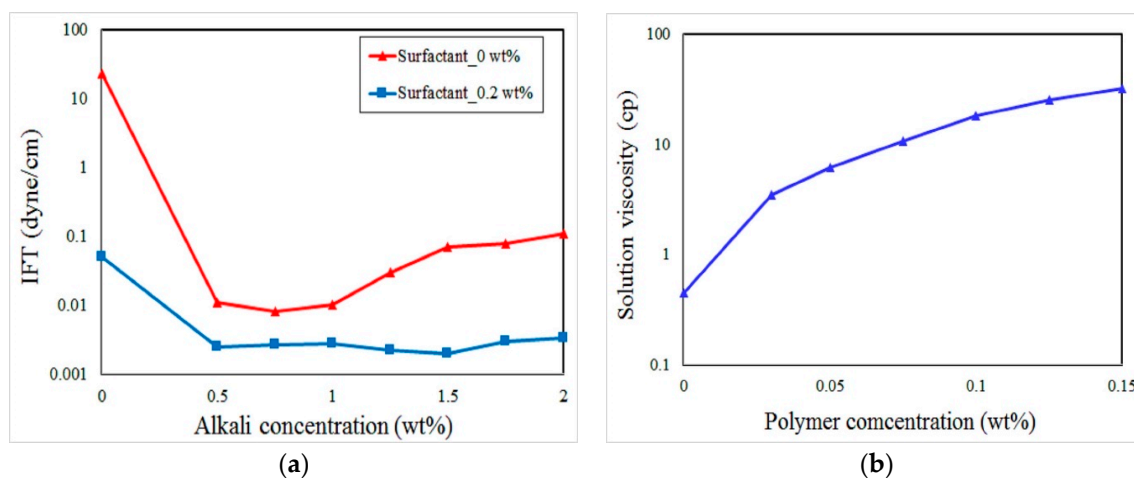 100
10
1
0.1
0.01
0.001
IFT (dyne/cm)
Surfactant_0 wt%
Surfactant_0.2 wt%
0 0.5 1 1.5 2
Alkali concentration (wt%)
(a)
100
10
1
0.1
Solution viscosity (cp)
0 0.05 0.1 0.15
Polymer comcentration (wt%)
(b)